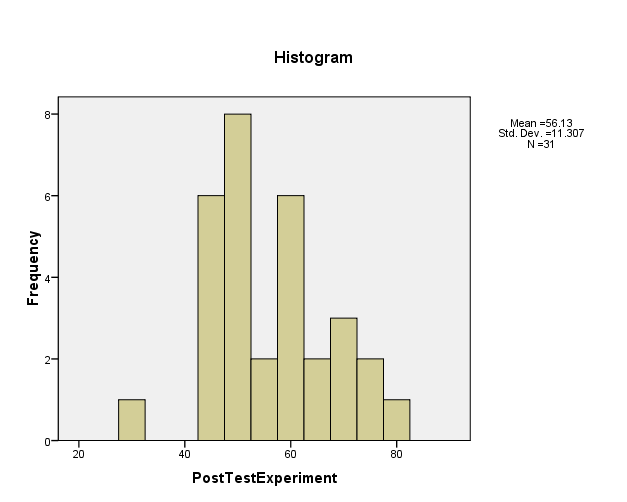 Histogram
Mean =56.13
Std. Dev. =11.307
N =31
Frequency
8
6
4
2
0
20 40 60 80
PostTestExperiment